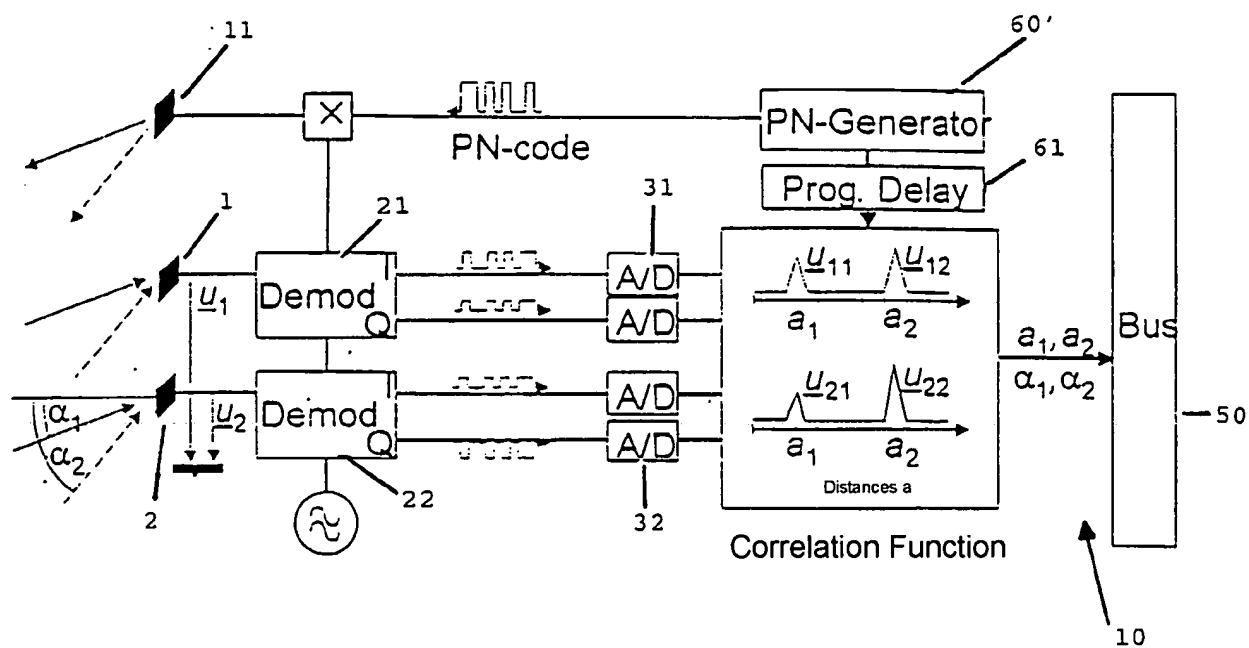 11
60'
×
PN-code
PN-Generator
61
Prog. Delay
1
21
31
u₁
Demod
I
Q
A/D
A/D
u₁₁
u₁₂
a₁
a₂
Bus
a₁, a₂
α₁, α₂
α₁
α₂
u₂
Demod
I
Q
A/D
A/D
u₂₁
u₂₂
a₁
a₂
Distances a
50
2
22
32
Correlation Function
10